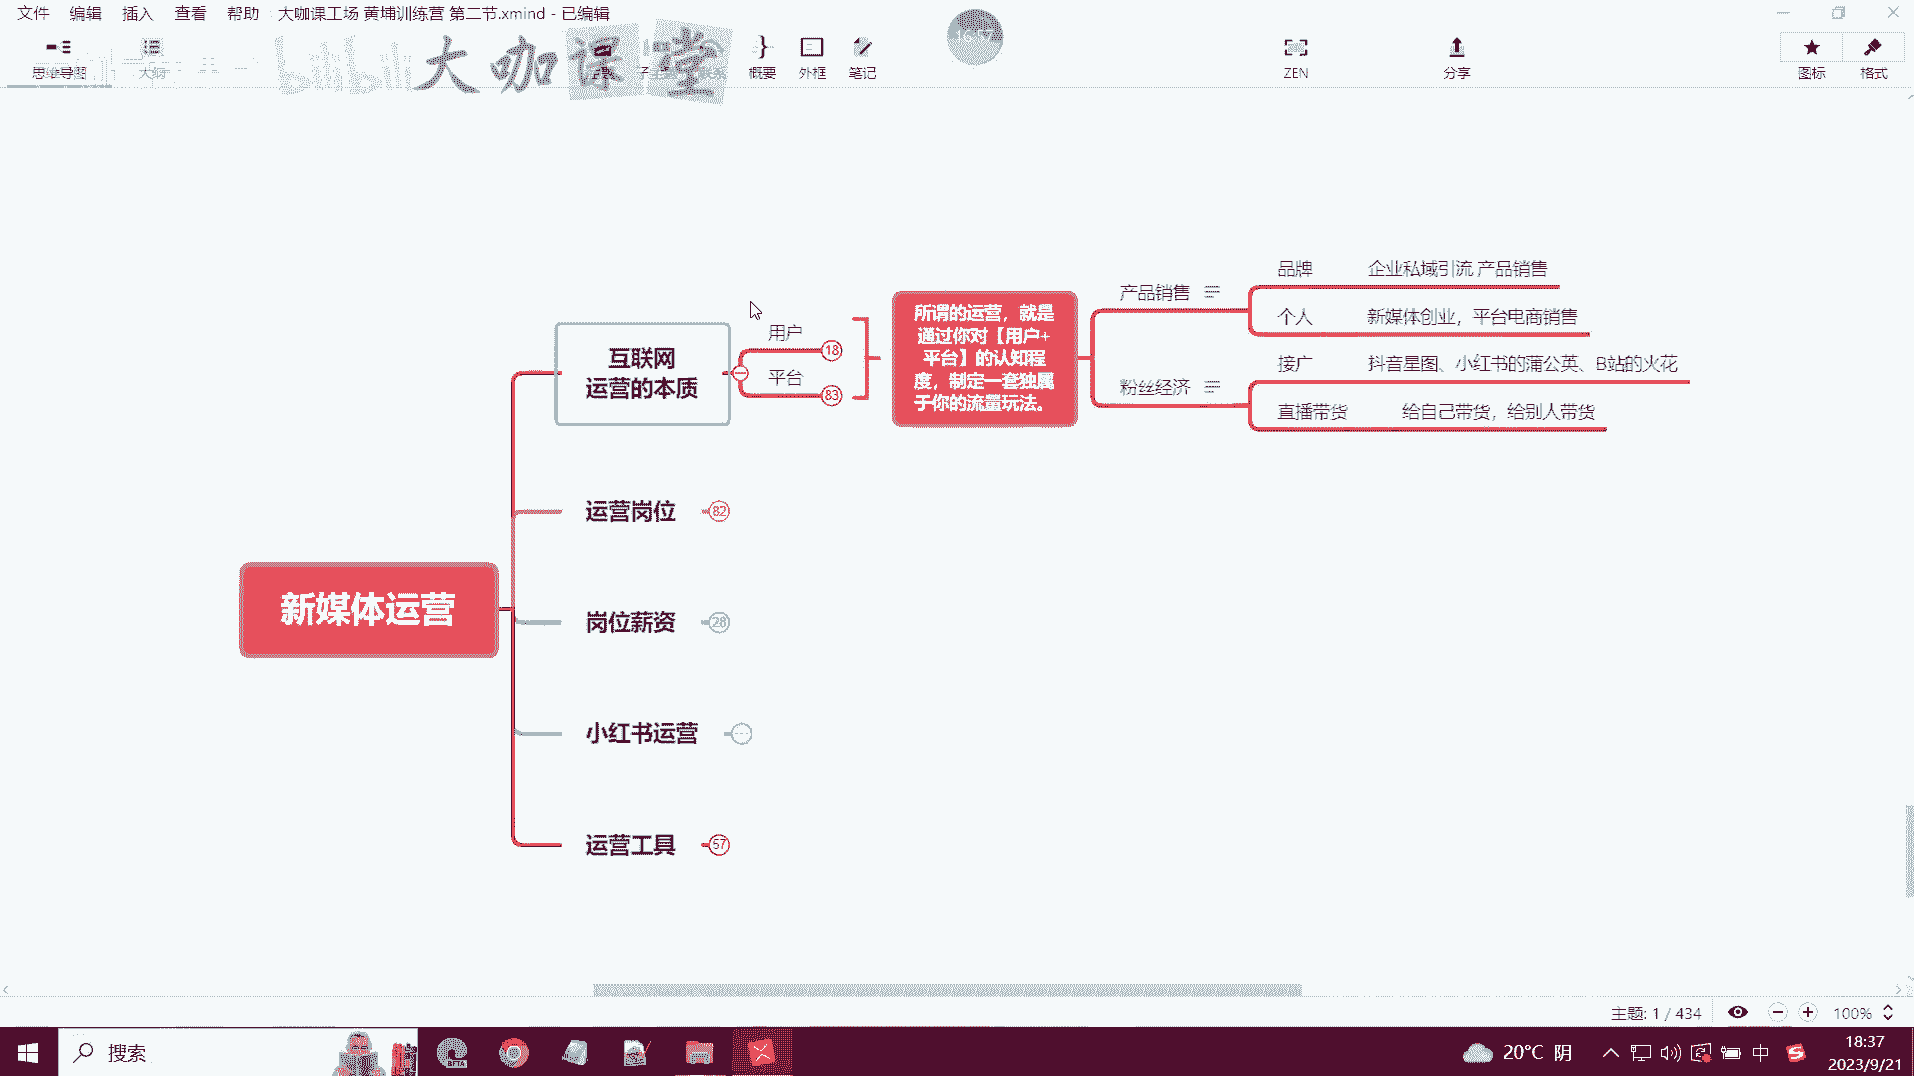 文件 编辑 插入 查看 帮助 大咖课工场 黄埔训练营 第二节.xmind - 已编辑
bilibili 大咖课堂
思维导图 大纲 概要 外框 笔记 ZEN 分享 图标 格式
品牌 企业私域引流 产品销售
产品销售
个人 新媒体创业，平台电商销售
所谓的运营，就是
通过你对【用户+
平台】的认知程
度，制定一套独属
于你的流量玩法。
接广 抖音星图、小红书的蒲公英、B站的火花
粉丝经济
直播带货 给自己带货，给别人带货
互联网
运营的本质
用户 18
平台 83
运营岗位 82
新媒体运营
岗位薪资 28
小红书运营
运营工具 57
主题: 1 / 434 100%
搜索
BETA
20°C 阴
中
18:37
2023/9/21